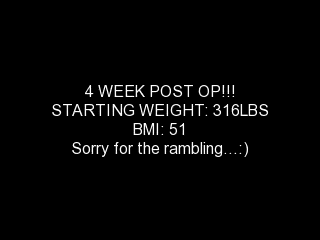 4 WEEK POST OP!!!
STARTING WEIGHT: 316LBS
BMI: 51
Sorry for the rambling...:)